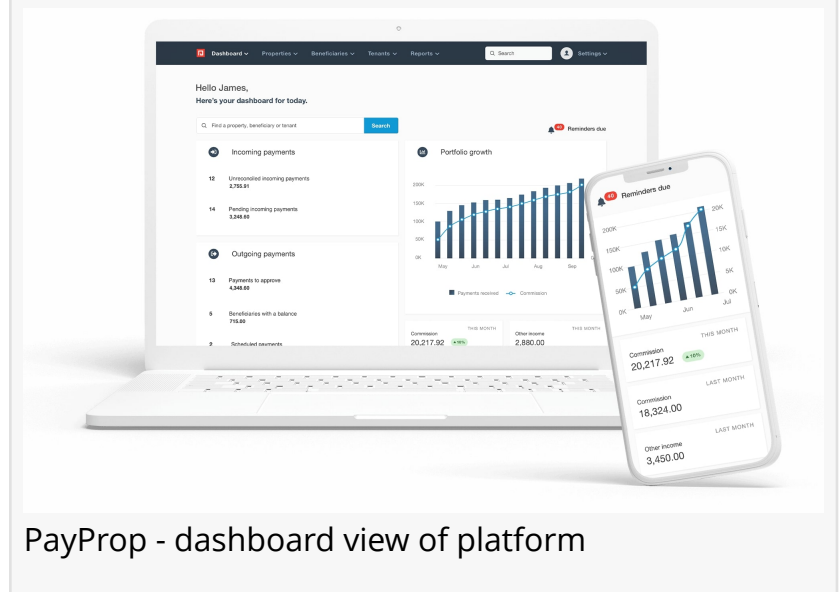 Dashboard Properties Beneficiaries Tenants Reports Search Settings
Hello James,
Here's your dashboard for today.
Find a property, beneficiary or tenant Search
40 Reminders due
Incoming payments
12 Unreconciled incoming payments
2,755.91
14 Pending incoming payments
3,248.60
Outgoing payments
13 Payments to approve
4,348.60
5 Beneficiaries with a balance
715.00
2 Scheduled payments
Portfolio growth
200K
150K
100K
50K
0K
May Jun Jul Aug Sep
Payments received Commission
THIS MONTH
Commission
20,217.92 10%
THIS MONTH
Other income
2,880.00
40 Reminders due
200K 20K
150K 15K
100K 10K
50K 5K
0K 0K
May Jun Jul
THIS MONTH
Commission
20,217.92 10%
LAST MONTH
Commission
18,324.00
LAST MONTH
Other income
3,450.00
PayProp - dashboard view of platform